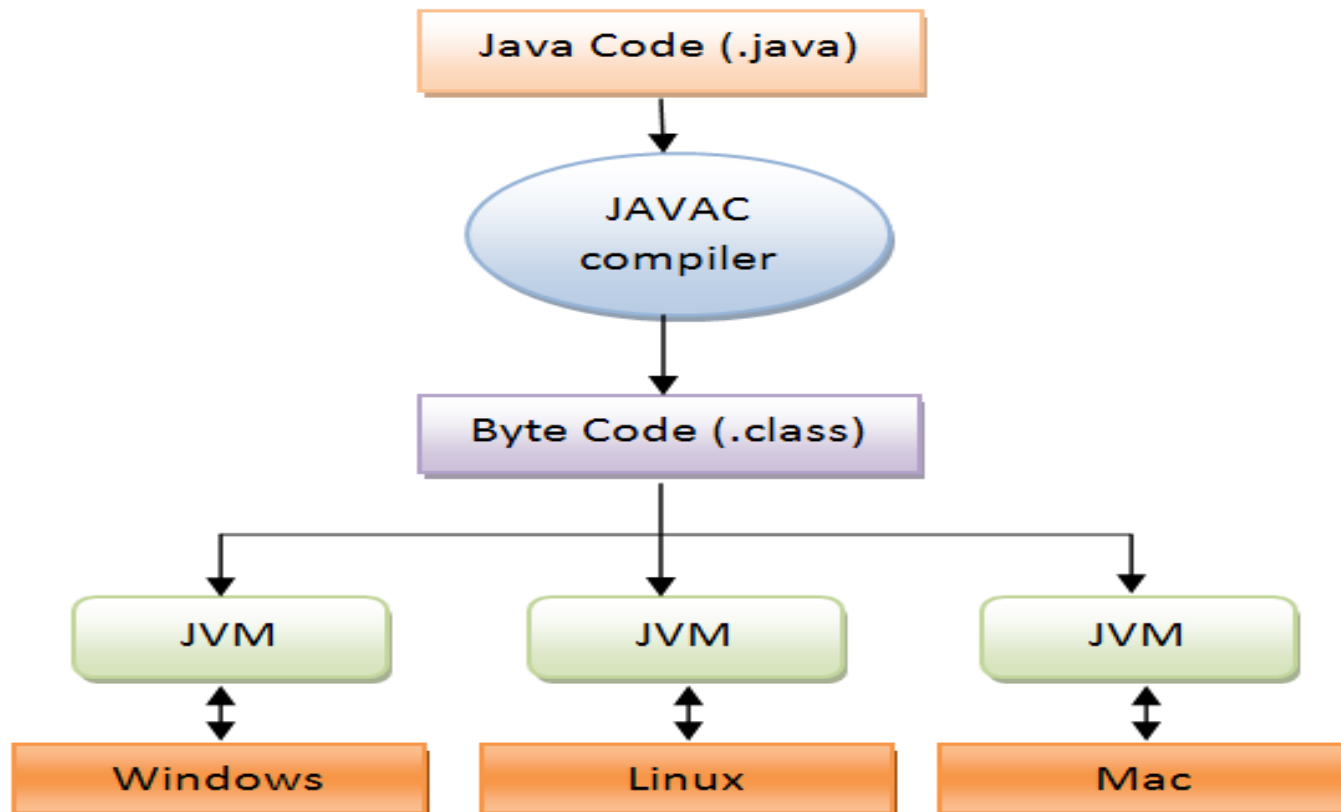 Java Code (.java)
JAVAC
compiler
Byte Code (.class)
JVM
JVM
JVM
Windows
Linux
Mac